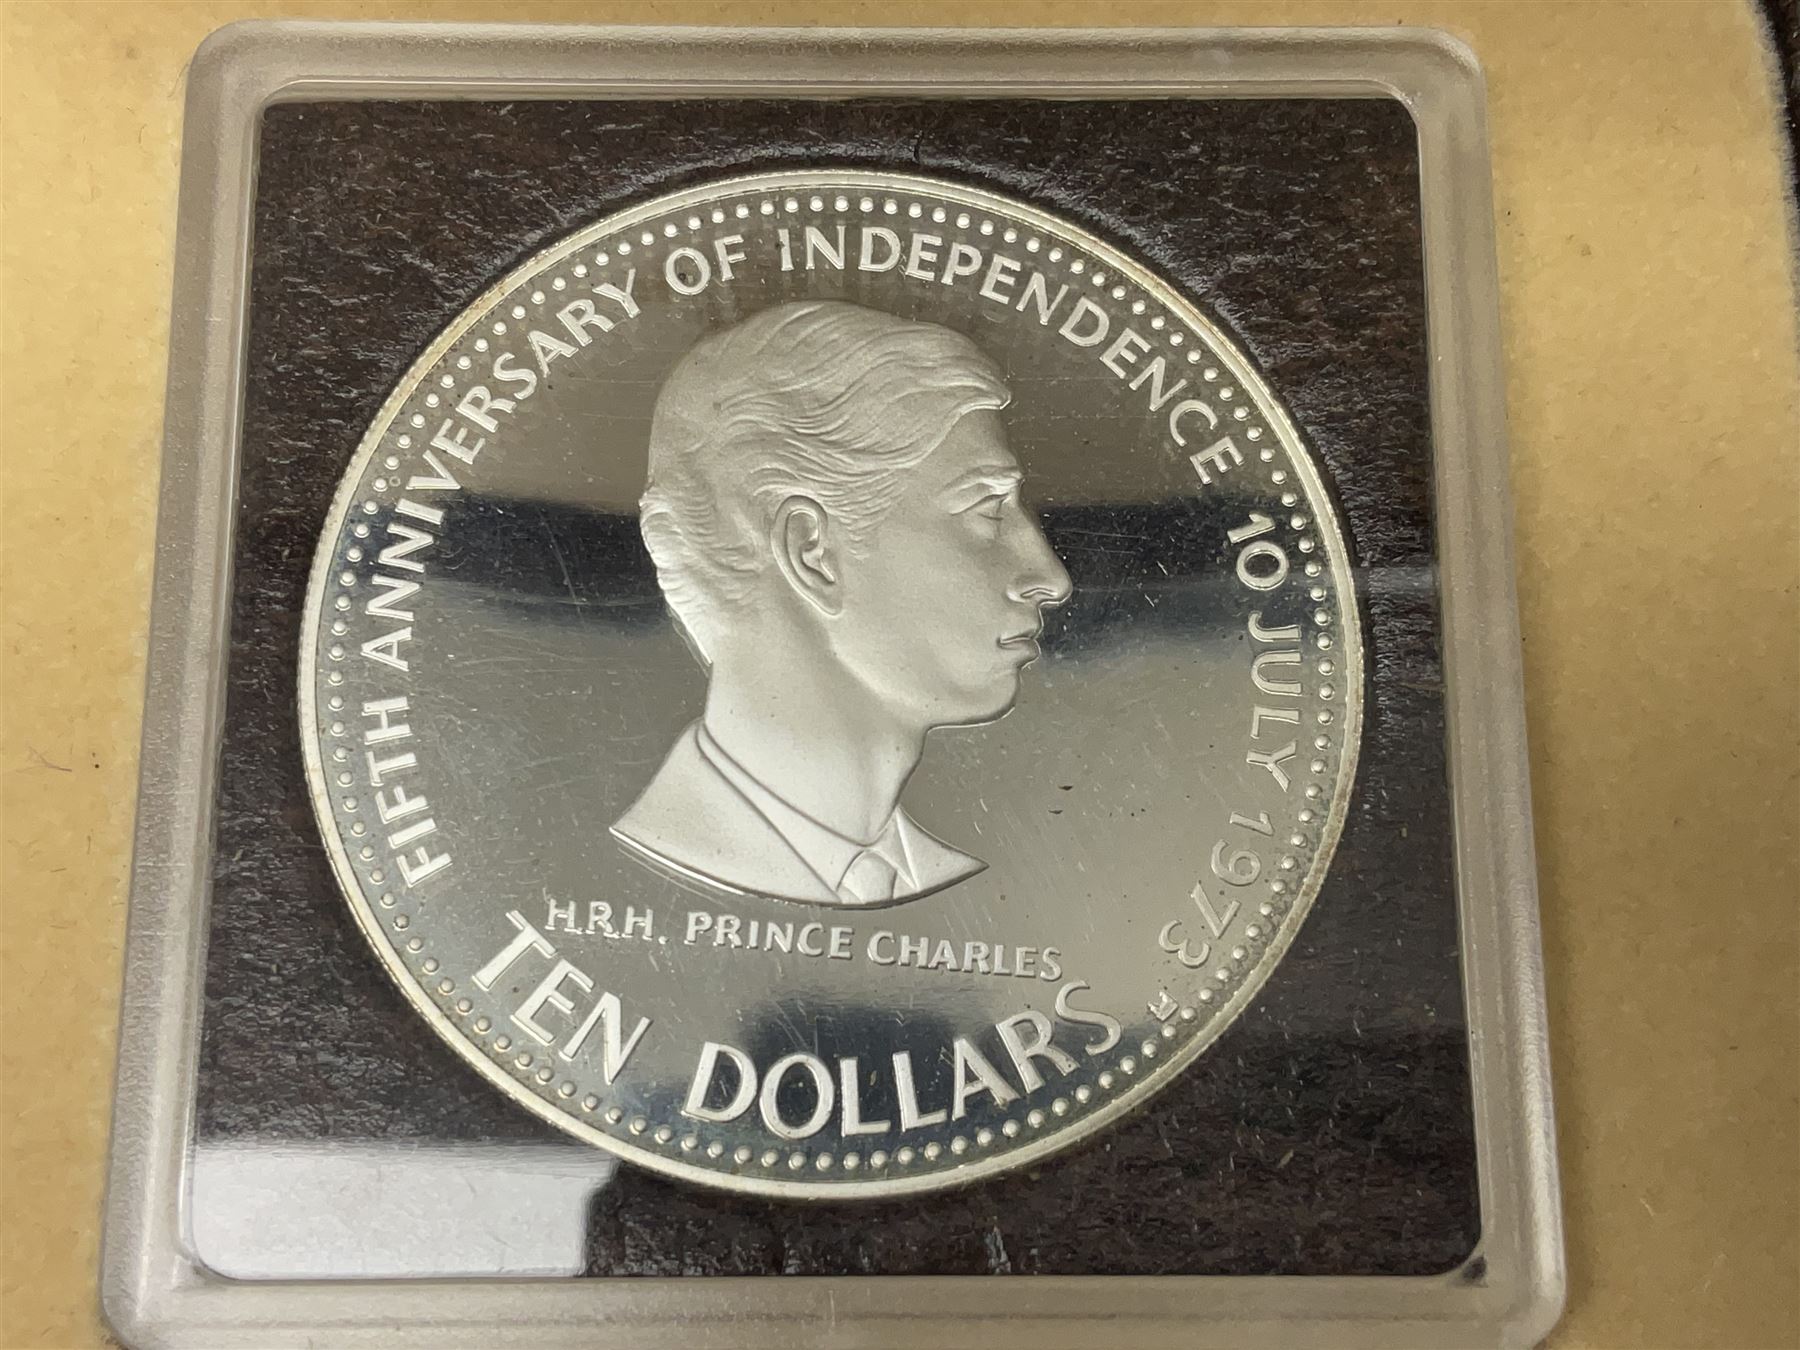 FIFTH ANNIVERSARY OF INDEPENDENCE 10 JULY 1973
H.R.H. PRINCE CHARLES
TEN DOLLARS